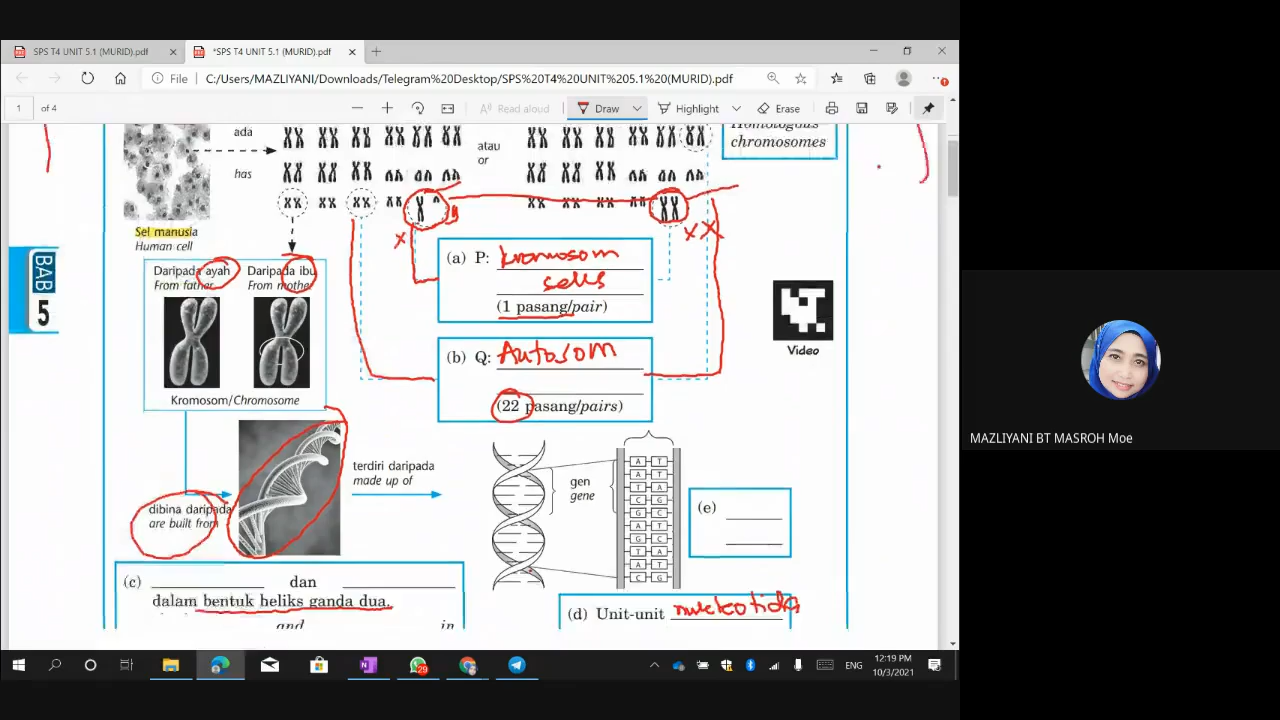 SPS T4 UNIT 5.1 (MURID).pdf
*SPS T4 UNIT 5.1 (MURID).pdf
File
C:/Users/MAZLIYANI/Downloads/Telegram%20Desktop/SPS%20T4%20UNIT%205.1%20(MURID).pdf
1 of 4
Read aloud
Draw
Highlight
Erase
ada
has
atau
or
Homologous
chromosomes
Sel manusia
Human cell
X
y
XX
Daripada ayah
From father
Daripada ibu
From mother
Kromosom/Chromosome
(a) P: kromosom
seks
(1 pasang/pair)
(b) Q: Autosom
(22 pasang/pairs)
BAB
5
Video
MAZLIYANI BT MASROH Moe
dibina daripada
are built from
terdiri daripada
made up of
gen
gene
A T
A T
T A
C G
G C
A T
G C
T A
A T
C G
(e)
(c) dan
dalam bentuk heliks ganda dua.
and in
(d) Unit-unit nukleotida
29
ENG
12:19 PM
10/3/2021